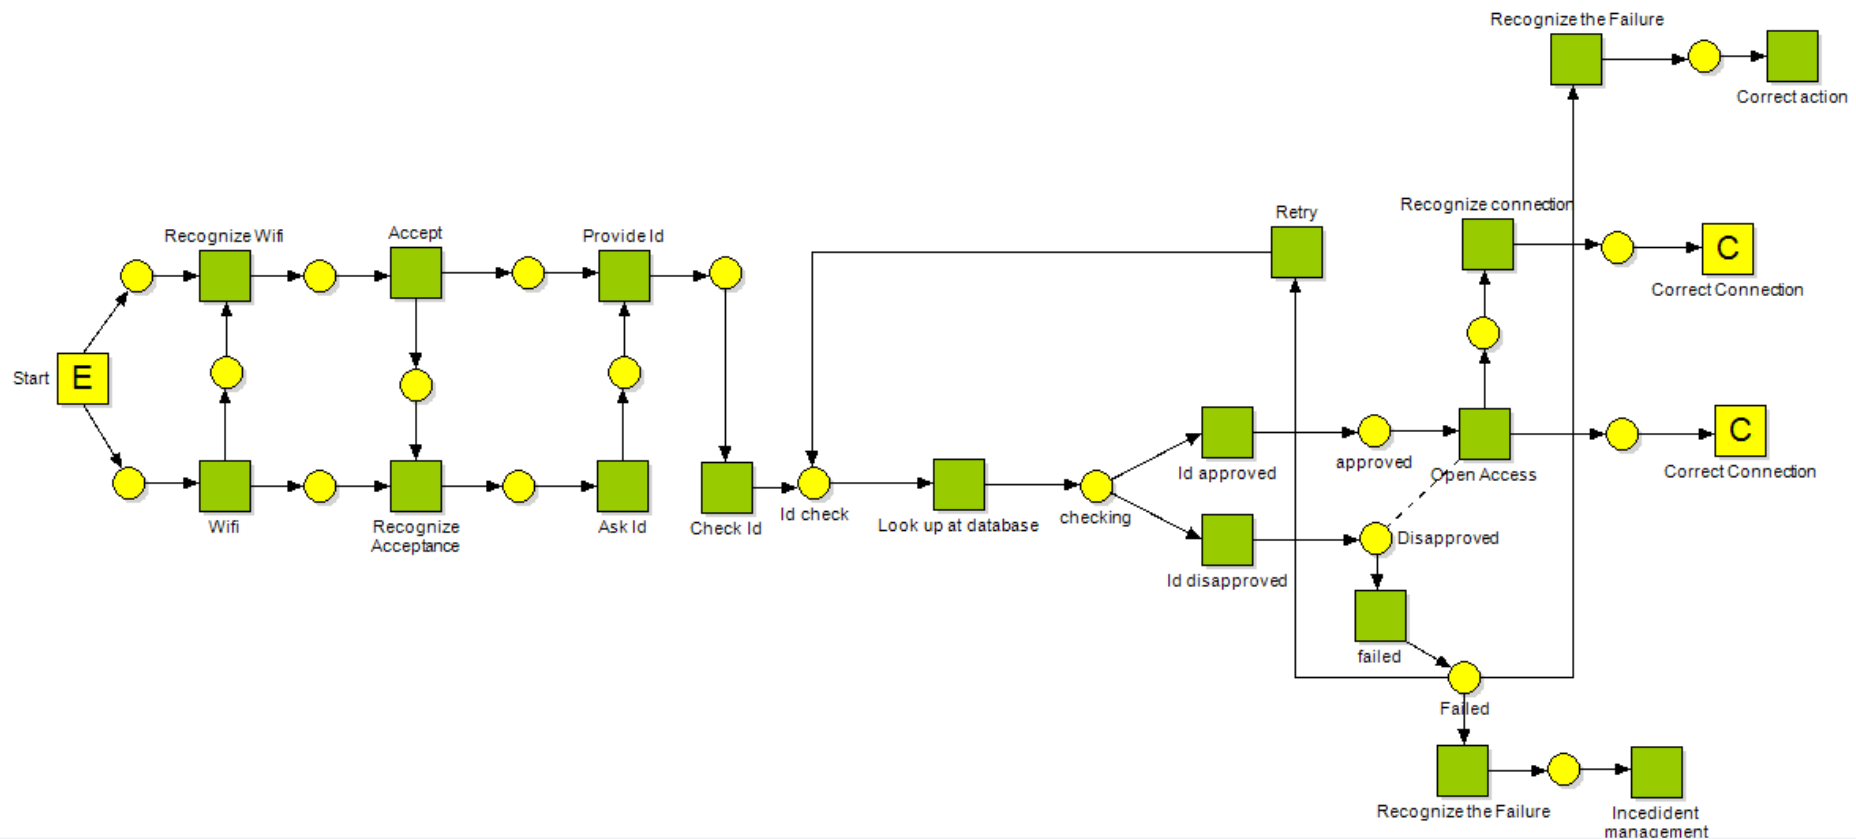 Recognize the Failure
Correct action
Retry
Recognize connection
C
Correct Connection
Recognize Wifi
Accept
Provide Id
Start
E
C
Correct Connection
Id approved
approved
Open Access
Wifi
Recognize
Acceptance
Ask Id
Check Id
Id check
Look up at database
checking
Disapproved
Id disapproved
failed
Failed
Recognize the Failure
Incedident
management